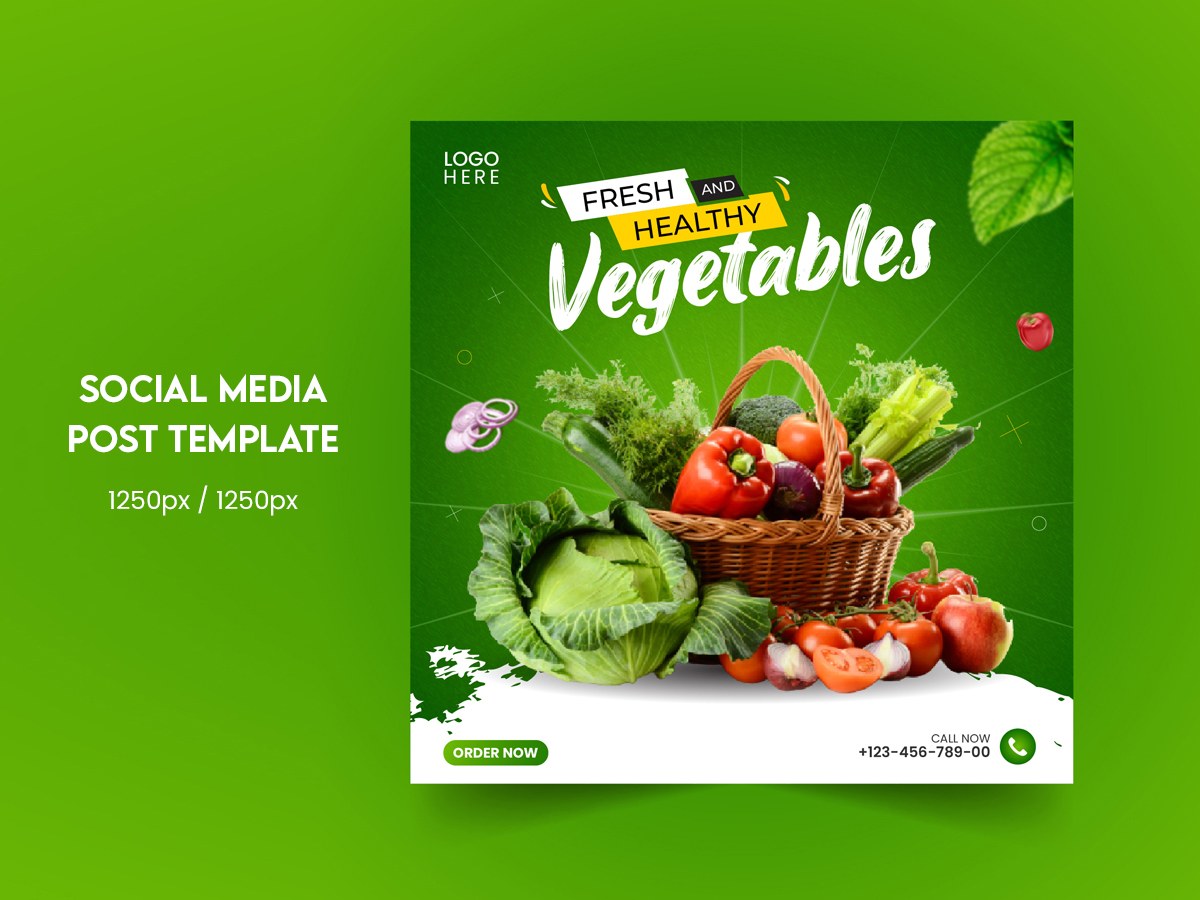 SOCIAL MEDIA
POST TEMPLATE
1250px / 1250px
LOGO
HERE
FRESH AND
HEALTHY
Vegetables
ORDER NOW
CALL NOW
+123-456-789-00